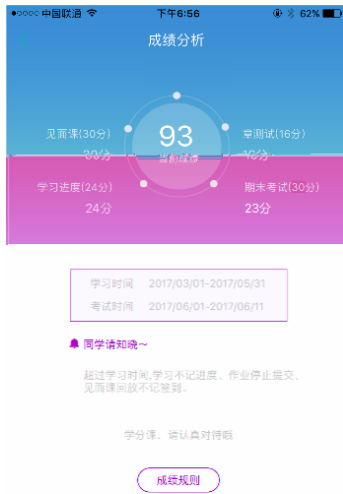 中国联通 下午6:56 62%
成绩分析
见面课(30分)
93
章测试(16分)
学习进度(24分)
24分
期末考试(30分)
23分
学习时间 2017/03/01-2017/05/31
考试时间 2017/06/01-2017/06/11
同学请知晓～
超过学习时间,学习不记进度、作业停止提交、
见面课回放不记签到。
学分课、请认真对待哦
成绩规则